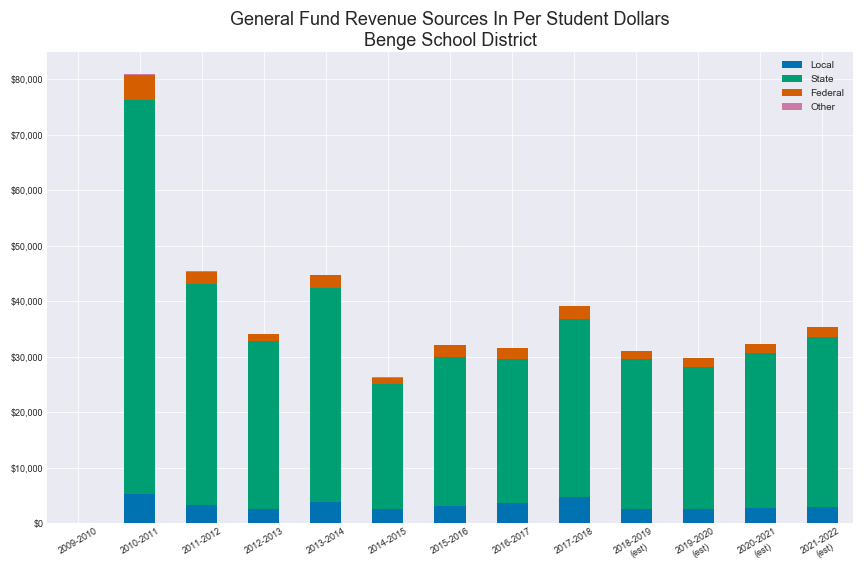 General Fund Revenue Sources In Per Student Dollars
Benge School District
Local
State
Federal
Other
$80,000
$70,000
$60,000
$50,000
$40,000
$30,000
$20,000
$10,000
$0
2009-2010
2010-2011
2011-2012
2012-2013
2013-2014
2014-2015
2015-2016
2016-2017
2017-2018
2018-2019
(est)
2019-2020
(est)
2020-2021
(est)
2021-2022
(est)